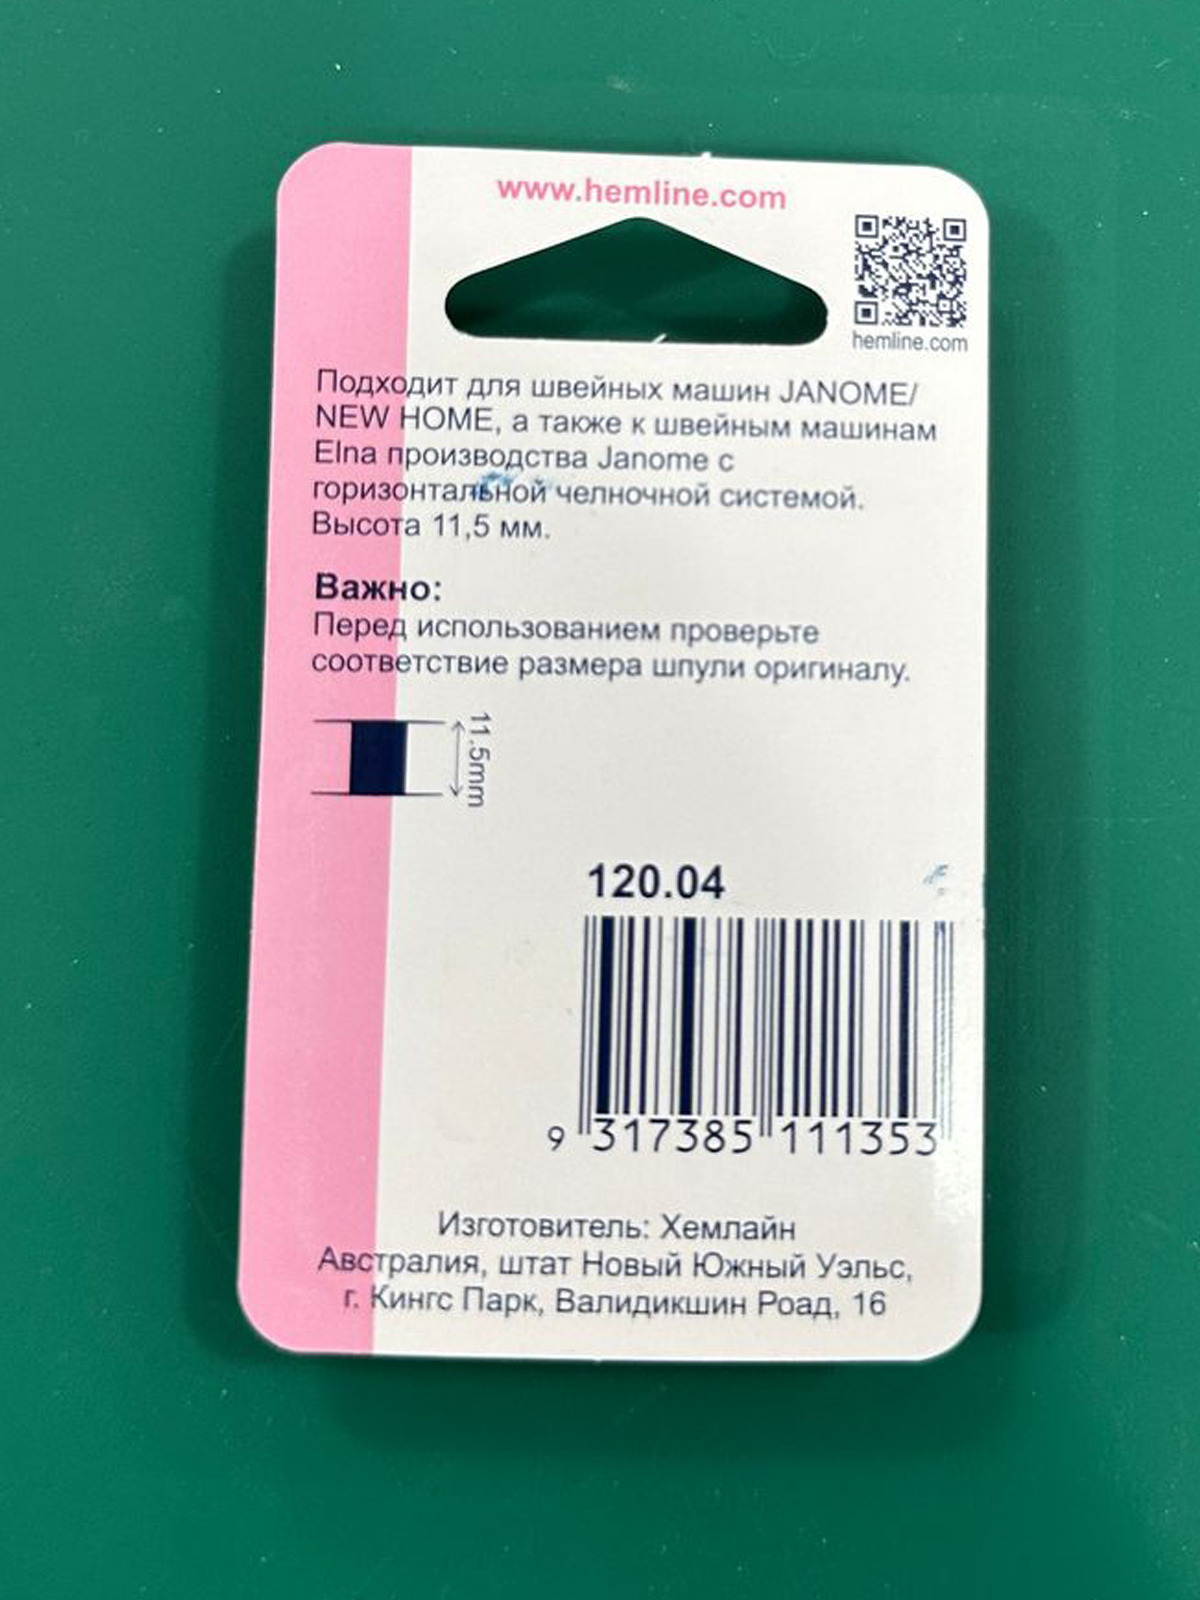 www.hemline.com
hemline.com
Подходит для швейных машин JANOME/
NEW HOME, а также к швейным машинам
Elna производства Janome с
горизонтальной челночной системой.
Высота 11,5 мм.
Важно:
Перед использованием проверьте
соответствие размера шпули оригиналу.
11.5mm
120.04
9 317385 111353
Изготовитель: Хемлайн
Австралия, штат Новый Южный Уэльс,
г. Кингс Парк, Валидикшин Роад, 16